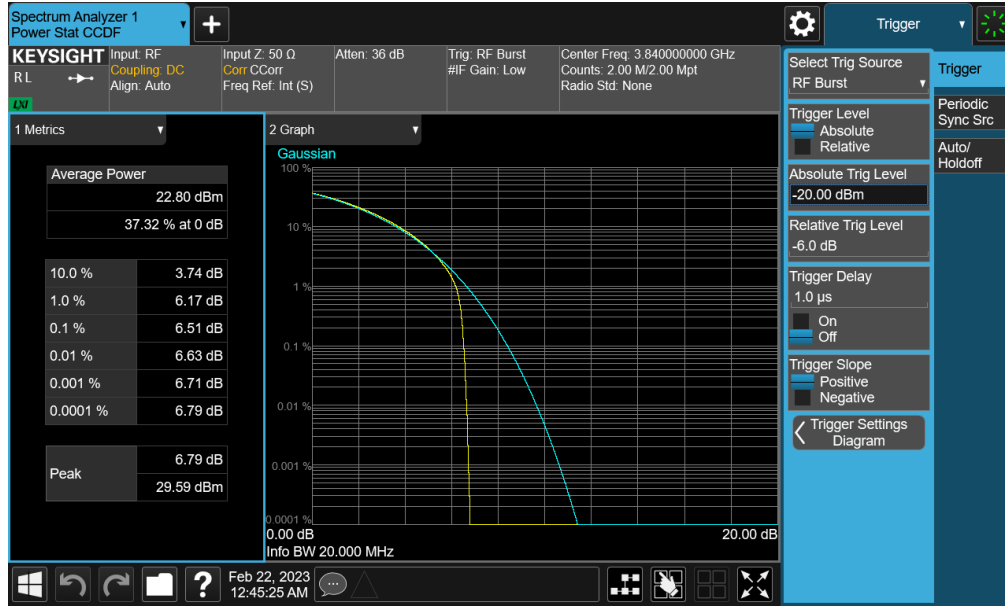 Spectrum Analyzer 1
Power Stat CCDF
Trigger
KEYSIGHT
R L
LXI
Input: RF
Coupling: DC
Align: Auto
Input Z: 50 Ω
Corr CCorr
Freq Ref: Int (S)
Atten: 36 dB
Trig: RF Burst
#IF Gain: Low
Center Freq: 3.840000000 GHz
Counts: 2.00 M/2.00 Mpt
Radio Std: None
1 Metrics
Average Power
22.80 dBm
37.32 % at 0 dB
10.0 % 3.74 dB
1.0 % 6.17 dB
0.1 % 6.51 dB
0.01 % 6.63 dB
0.001 % 6.71 dB
0.0001 % 6.79 dB
Peak
6.79 dB
29.59 dBm
2 Graph
Gaussian
100 %
10 %
1 %
0.1 %
0.01 %
0.001 %
0.0001 %
0.00 dB 20.00 dB
Info BW 20.000 MHz
Select Trig Source
RF Burst
Trigger Level
Absolute
Relative
Absolute Trig Level
-20.00 dBm
Relative Trig Level
-6.0 dB
Trigger Delay
1.0 µs
On
Off
Trigger Slope
Positive
Negative
Trigger Settings
Diagram
Trigger
Periodic
Sync Src
Auto/
Holdoff
?
Feb 22, 2023
12:45:25 AM